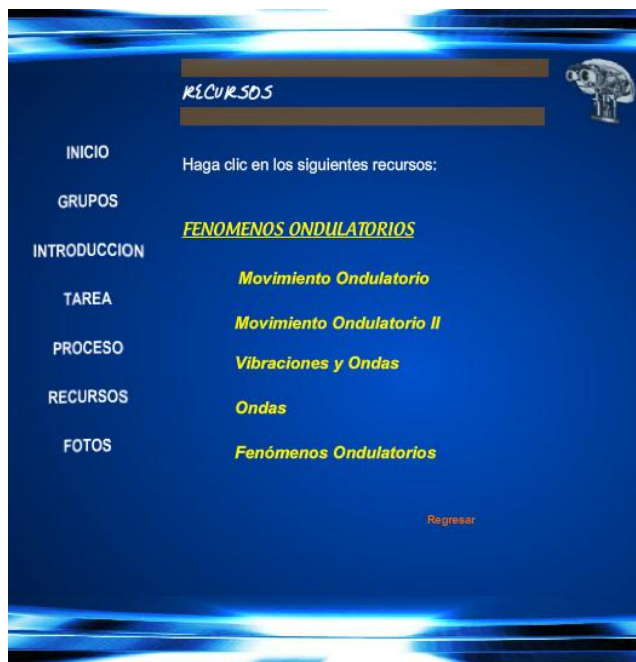 RECURSOS
Haga clic en los siguientes recursos:
INICIO
GRUPOS
INTRODUCCION
TAREA
PROCESO
RECURSOS
FOTOS
FENOMENOS ONDULATORIOS
Movimiento Ondulatorio
Movimiento Ondulatorio II
Vibraciones y Ondas
Ondas
Fenómenos Ondulatorios
Regresar